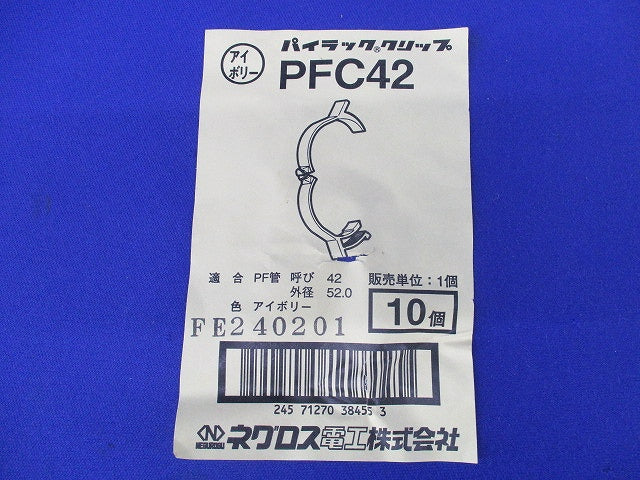 アイ
ボリー
パイラック®クリップ
PFC42
適 合 PF管 呼び 42
外径 52.0
色 アイボリー
販売単位：1個
10個
FE240201
245 71270 38455 3
ネグロス電工株式会社